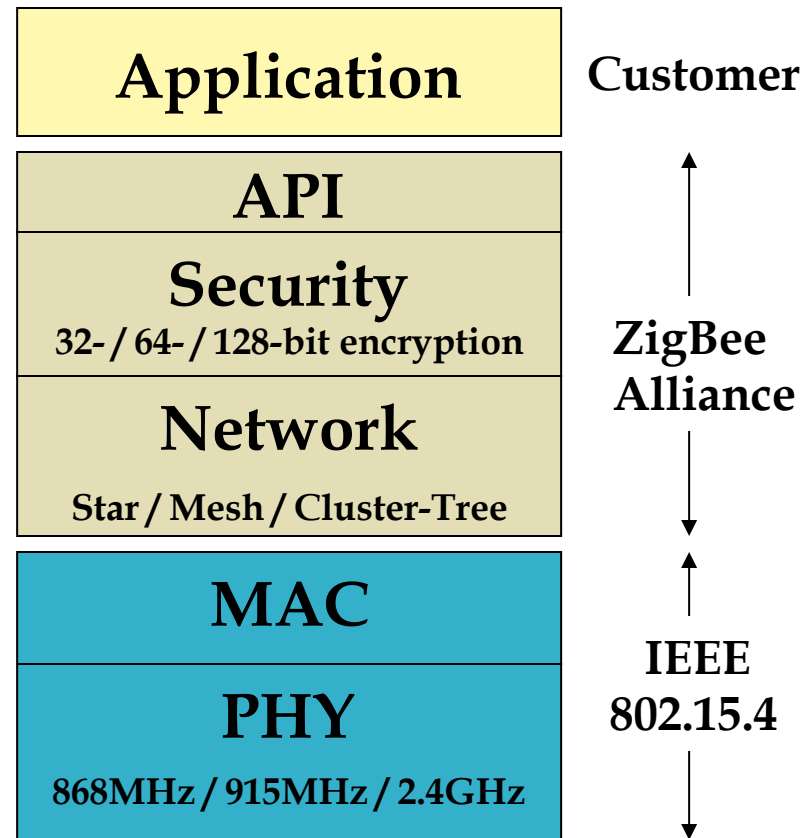 Application
Customer
API
Security
32- / 64- / 128-bit encryption
ZigBee
Alliance
Network
Star / Mesh / Cluster-Tree
MAC
IEEE
802.15.4
PHY
868MHz / 915MHz / 2.4GHz